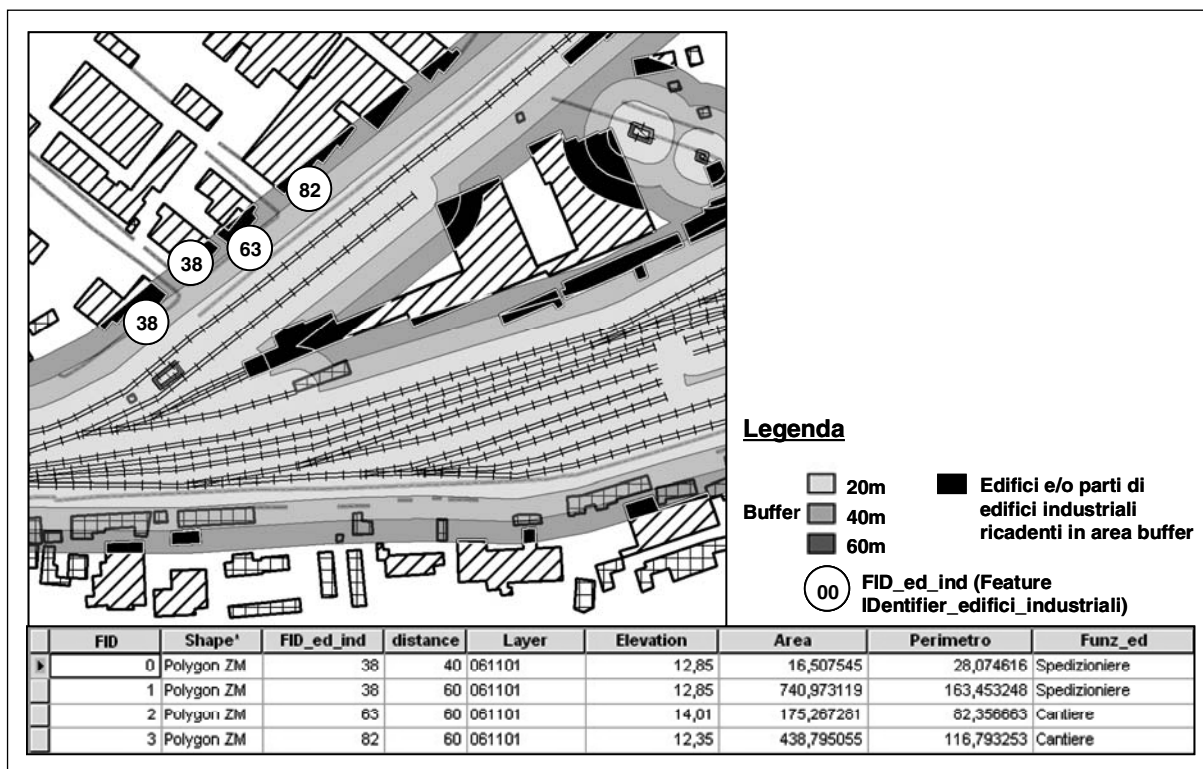 82
63
38
38
Legenda
Buffer
20m
40m
60m
Edifici e/o parti di
edifici industriali
ricadenti in area buffer
00
FID_ed_ind (Feature
IDentifier_edifici_industriali)
FID Shape* FID_ed_ind distance Layer Elevation Area Perimetro Funz_ed
0 Polygon ZM 38 40 061101 12,85 16,507545 28,074616 Spedizioniere
1 Polygon ZM 38 60 061101 12,85 740,973119 163,453248 Spedizioniere
2 Polygon ZM 63 60 061101 14,01 175,267281 82,356663 Cantiere
3 Polygon ZM 82 60 061101 12,35 438,795055 116,793253 Cantiere